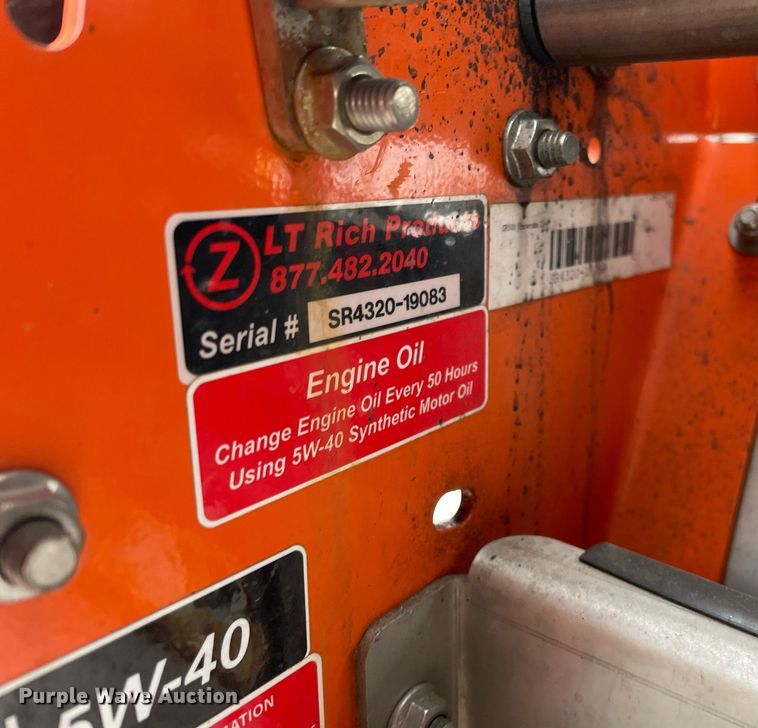 Z
LT Rich Products
877.482.2040
Serial # SR4320-19083
Engine Oil
Change Engine Oil Every 50 Hours
Using 5W-40 Synthetic Motor Oil
5W-40
Purple Wave Auction